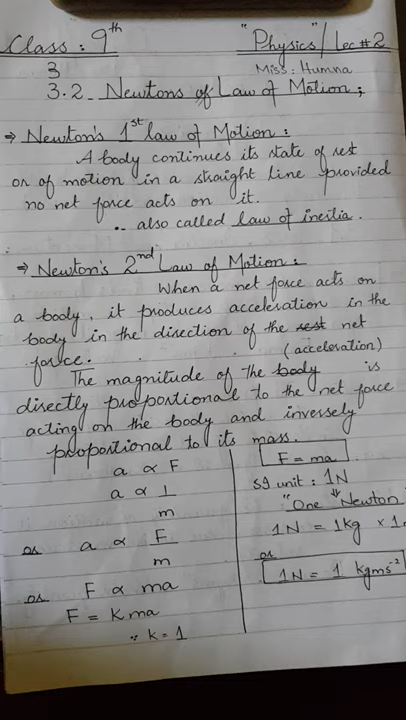 Class : 9th "Physics" / Lec #2
3 Miss : Humna
3.2 _ Newtons of Law of Motion ;
⇒ Newton's 1st law of Motion :
A body continues its state of rest
or of motion in a straight line provided
no net force acts on it.
∴ also called law of inertia .
⇒ Newton's 2nd Law of Motion :
When a net force acts on
a body, it produces acceleration in the
body in the direction of the rest net
force. (acceleration)
The magnitude of the body is
directly proportional to the net force
acting on the body and inversely
proportional to its mass.
a ∝ F
a ∝ 1/m
or a ∝ F/m
or F ∝ ma
F = Kma
∵ k = 1
F = ma
SI unit : 1N
⇓
"One Newton
1N = 1kg × 1
or
1N = 1 kgms⁻²